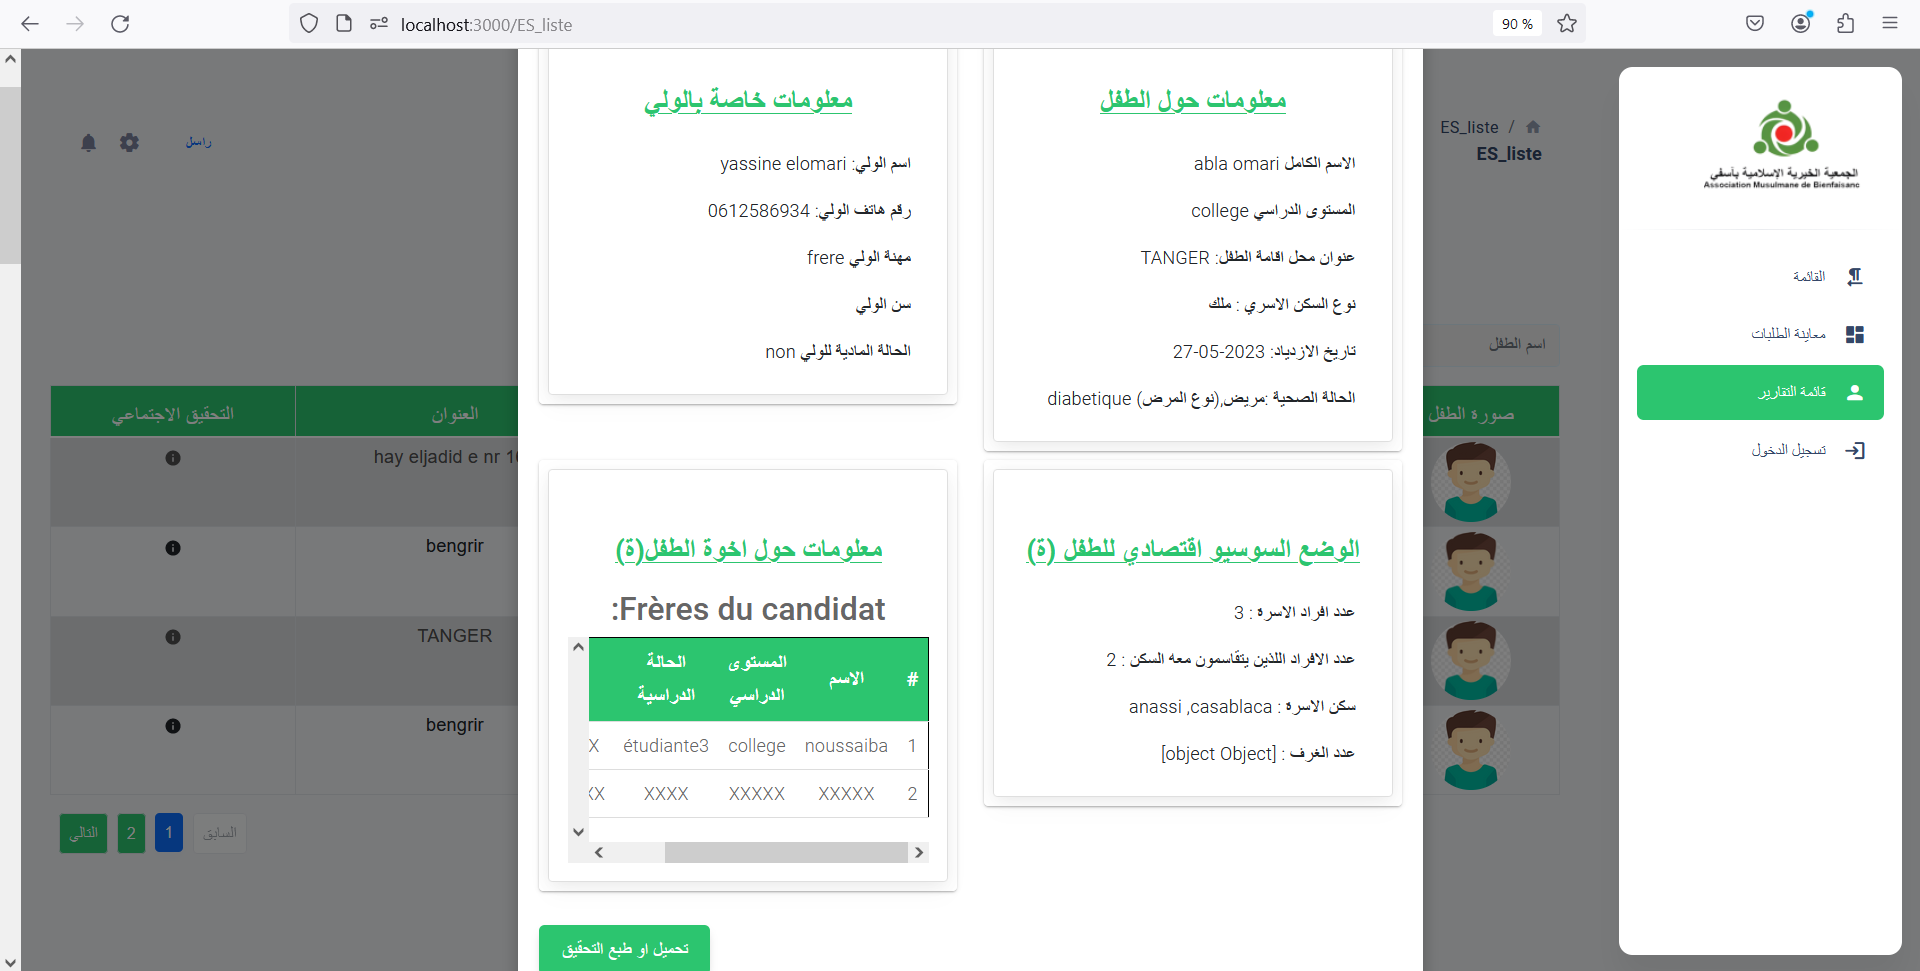 localhost:3000/ES_liste
90 %
الجمعية الخيرية الإسلامية بأسفي
Association Musulmane de Bienfaisanc
القائمة
معاينة الطلبات
قائمة التقارير
تسجيل الدخول
ES_liste /
ES_liste
راسل
اسم الطفل
صورة الطفل
العنوان
التحقيق الاجتماعي
hay eljadid e nr 10
bengrir
TANGER
bengrir
السابق
1
2
التالي
معلومات حول الطفل
الاسم الكامل abla omari
المستوى الدراسي college
عنوان محل اقامة الطفل: TANGER
نوع السكن الاسري : ملك
تاريخ الازدياد: 2023-05-27
الحالة الصحية :مريض,(نوع المرض) diabetique
معلومات خاصة بالولي
اسم الولي: yassine elomari
رقم هاتف الولي: 0612586934
مهنة الولي frere
سن الولي
الحالة المادية للولي non
الوضع السوسيو اقتصادي للطفل (ة)
عدد افراد الاسرة : 3
عدد الافراد اللذين يتقاسمون معه السكن : 2
سكن الاسرة : anassi ,casablaca
عدد الغرف : [object Object]
معلومات حول اخوة الطفل(ة)
Frères du candidat:
# الاسم المستوى الدراسي الحالة الدراسية
1 noussaiba college étudiante3 X
2 XXXXX XXXXX XXXX XX
تحميل او طبع التحقيق